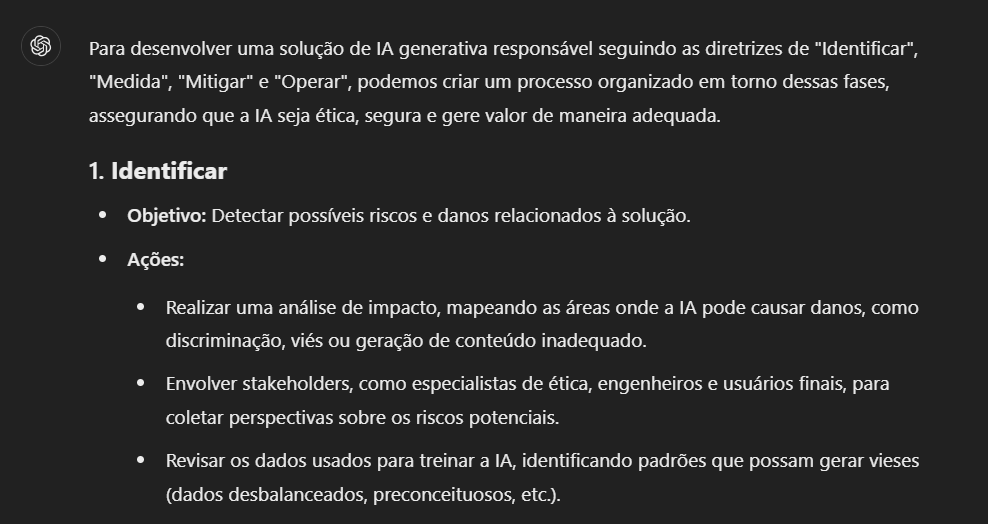 Para desenvolver uma solução de IA generativa responsável seguindo as diretrizes de "Identificar",
"Medida", "Mitigar" e "Operar", podemos criar um processo organizado em torno dessas fases,
assegurando que a IA seja ética, segura e gere valor de maneira adequada.
1. Identificar
• Objetivo: Detectar possíveis riscos e danos relacionados à solução.
• Ações:
• Realizar uma análise de impacto, mapeando as áreas onde a IA pode causar danos, como
discriminação, viés ou geração de conteúdo inadequado.
• Envolver stakeholders, como especialistas de ética, engenheiros e usuários finais, para
coletar perspectivas sobre os riscos potenciais.
• Revisar os dados usados para treinar a IA, identificando padrões que possam gerar vieses
(dados desbalanceados, preconceituosos, etc.).